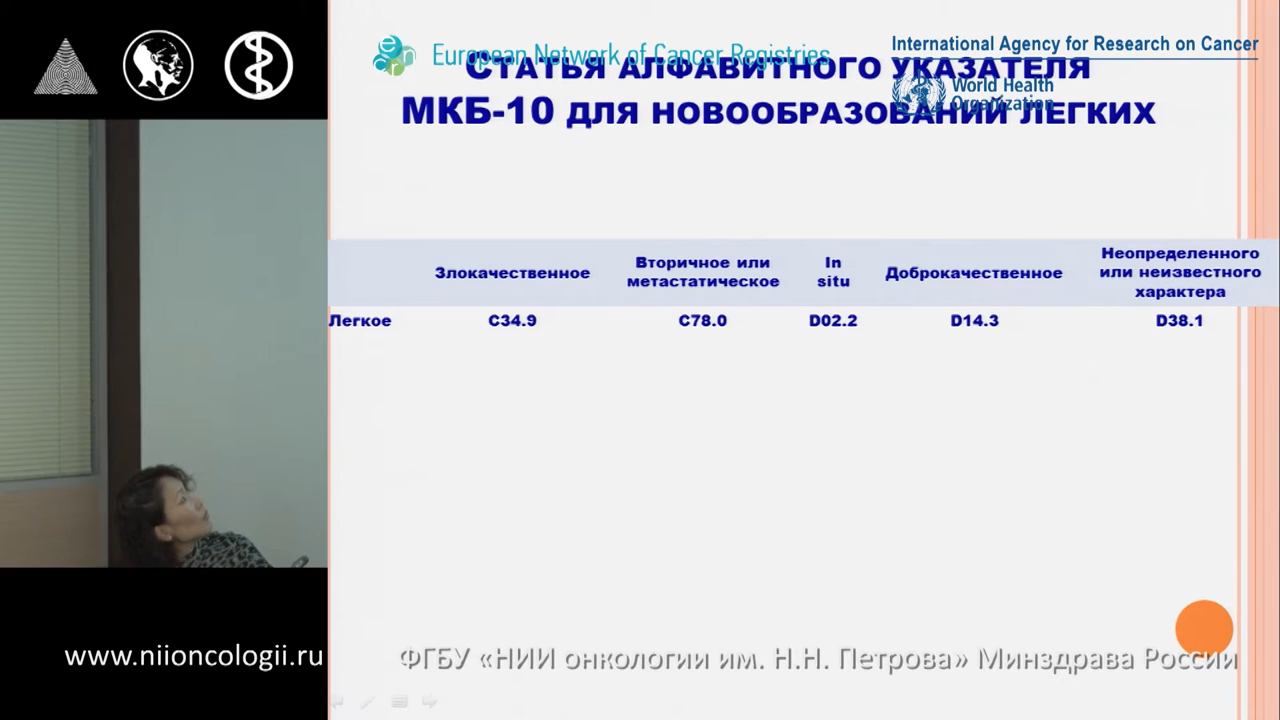 European Network of Cancer Registries
International Agency for Research on Cancer
World Health
Organization
СТАТЬЯ АЛФАВИТНОГО УКАЗАТЕЛЯ
МКБ-10 ДЛЯ НОВООБРАЗОВАНИЙ ЛЕГКИХ
Злокачественное
Вторичное или
метастатическое
In
situ
Доброкачественное
Неопределенного
или неизвестного
характера
Легкое C34.9 C78.0 D02.2 D14.3 D38.1
www.niioncologii.ru
ФГБУ «НИИ онкологии им. Н.Н. Петрова» Минздрава России